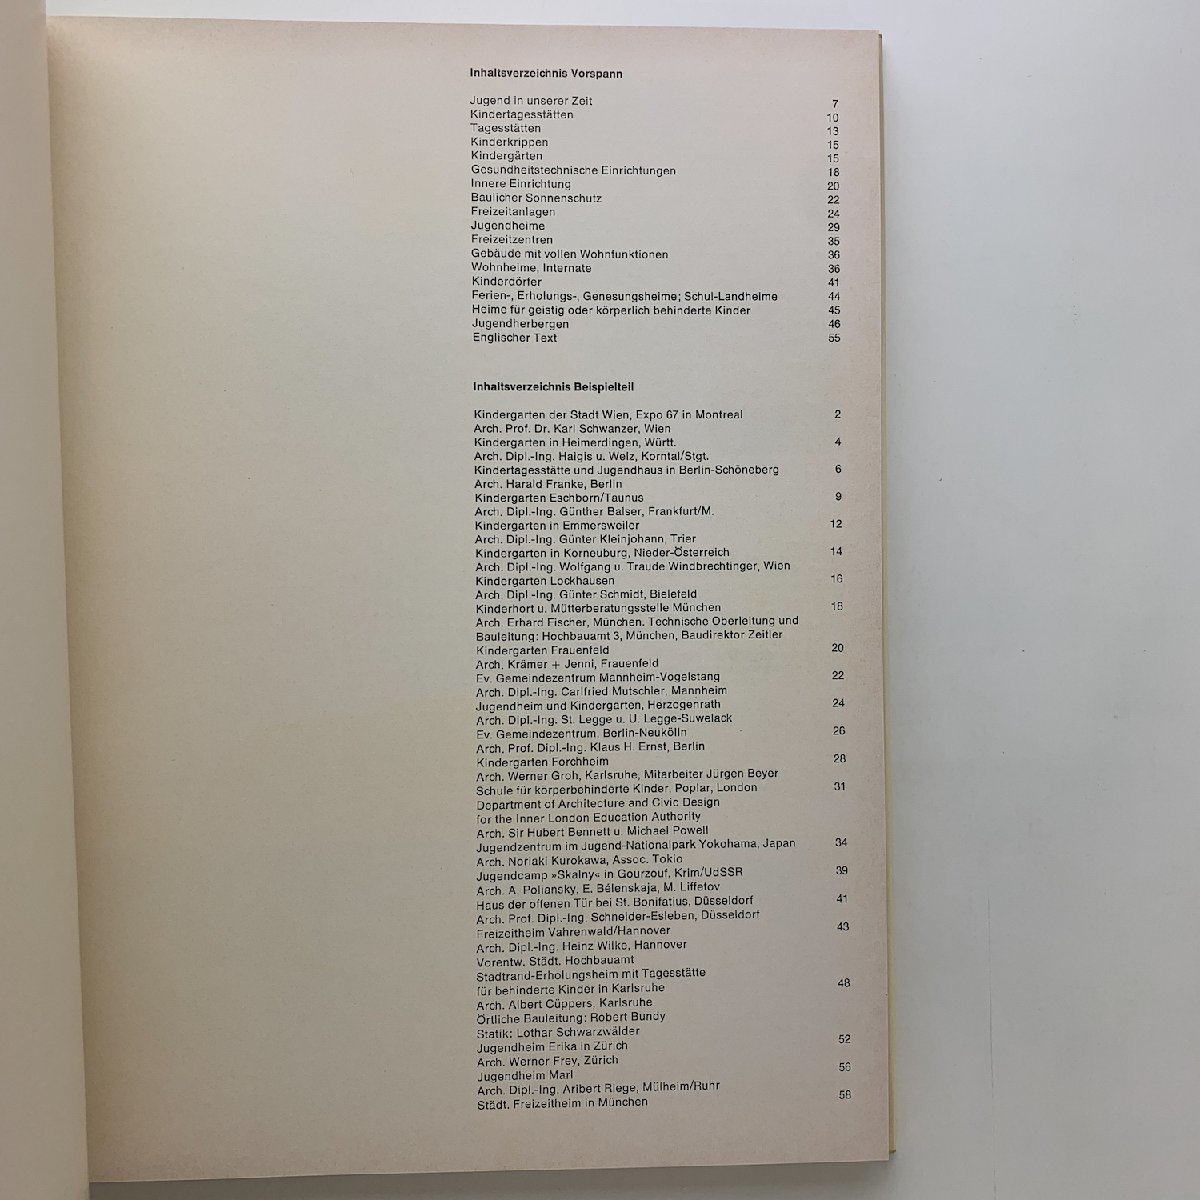 Inhaltsverzeichnis Vorspann
Jugend in unserer Zeit 7
Kindertagesstätten 10
Tagesstätten 13
Kinderkrippen 15
Kindergärten 15
Gesundheitstechnische Einrichtungen 18
Innere Einrichtung 20
Baulicher Sonnenschutz 22
Freizeitanlagen 24
Jugendheime 29
Freizeitzentren 35
Gebäude mit vollen Wohnfunktionen 36
Wohnheime, Internate 36
Kinderdörfer 41
Ferien-, Erholungs-, Genesungsheime; Schul-Landheime 44
Heime für geistig oder körperlich behinderte Kinder 45
Jugendherbergen 46
Englischer Text 55
Inhaltsverzeichnis Beispielteil
Kindergarten der Stadt Wien, Expo 67 in Montreal 2
Arch. Prof. Dr. Karl Schwanzer, Wien
Kindergarten in Heimerdingen, Württ. 4
Arch. Dipl.-Ing. Haigis u. Welz, Korntal/Stgt.
Kindertagesstätte und Jugendhaus in Berlin-Schöneberg 6
Arch. Harald Franke, Berlin
Kindergarten Eschborn/Taunus 9
Arch. Dipl.-Ing. Günther Balser, Frankfurt/M.
Kindergarten in Emmersweiler 12
Arch. Dipl.-Ing. Günter Kleinjohann, Trier
Kindergarten in Korneuburg, Nieder-Österreich 14
Arch. Dipl.-Ing. Wolfgang u. Traude Windbrechtinger, Wien
Kindergarten Lockhausen 16
Arch. Dipl.-Ing. Günter Schmidt, Bielefeld
Kinderhort u. Mütterberatungsstelle München 18
Arch. Erhard Fischer, München. Technische Oberleitung und
Bauleitung: Hochbauamt 3, München, Baudirektor Zeitler
Kindergarten Frauenfeld 20
Arch. Krämer + Jenni, Frauenfeld
Ev. Gemeindezentrum Mannheim-Vogelstang 22
Arch. Dipl.-Ing. Carlfried Mutschler, Mannheim
Jugendheim und Kindergarten, Herzogenrath 24
Arch. Dipl.-Ing. St. Legge u. U. Legge-Suwelack
Ev. Gemeindezentrum, Berlin-Neukölln 26
Arch. Prof. Dipl.-Ing. Klaus H. Ernst, Berlin
Kindergarten Forchheim 28
Arch. Werner Groh, Karlsruhe, Mitarbeiter Jürgen Beyer
Schule für körperbehinderte Kinder, Poplar, London 31
Department of Architecture and Civic Design
for the Inner London Education Authority
Arch. Sir Hubert Bennett u. Michael Powell
Jugendzentrum im Jugend-Nationalpark Yokohama, Japan 34
Arch. Noriaki Kurokawa, Assoc. Tokio
Jugendcamp »Skalny« in Gourzouf, Krim/UdSSR 39
Arch. A. Poliansky, E. Bélenskaja, M. Liffetov
Haus der offenen Tür bei St. Bonifatius, Düsseldorf 41
Arch. Prof. Dipl.-Ing. Schneider-Esleben, Düsseldorf
Freizeitheim Vahrenwald/Hannover 43
Arch. Dipl.-Ing. Heinz Wilke, Hannover
Vorentw. Städt. Hochbauamt
Stadtrand-Erholungsheim mit Tagesstätte
für behinderte Kinder in Karlsruhe 48
Arch. Albert Cüppers, Karlsruhe
Örtliche Bauleitung: Robert Bundy
Statik: Lothar Schwarzwälder
Jugendheim Erika in Zürich 52
Arch. Werner Frey, Zürich
Jugendheim Marl 56
Arch. Dipl.-Ing. Aribert Riege, Mülheim/Ruhr
Städt. Freizeitheim in München 58